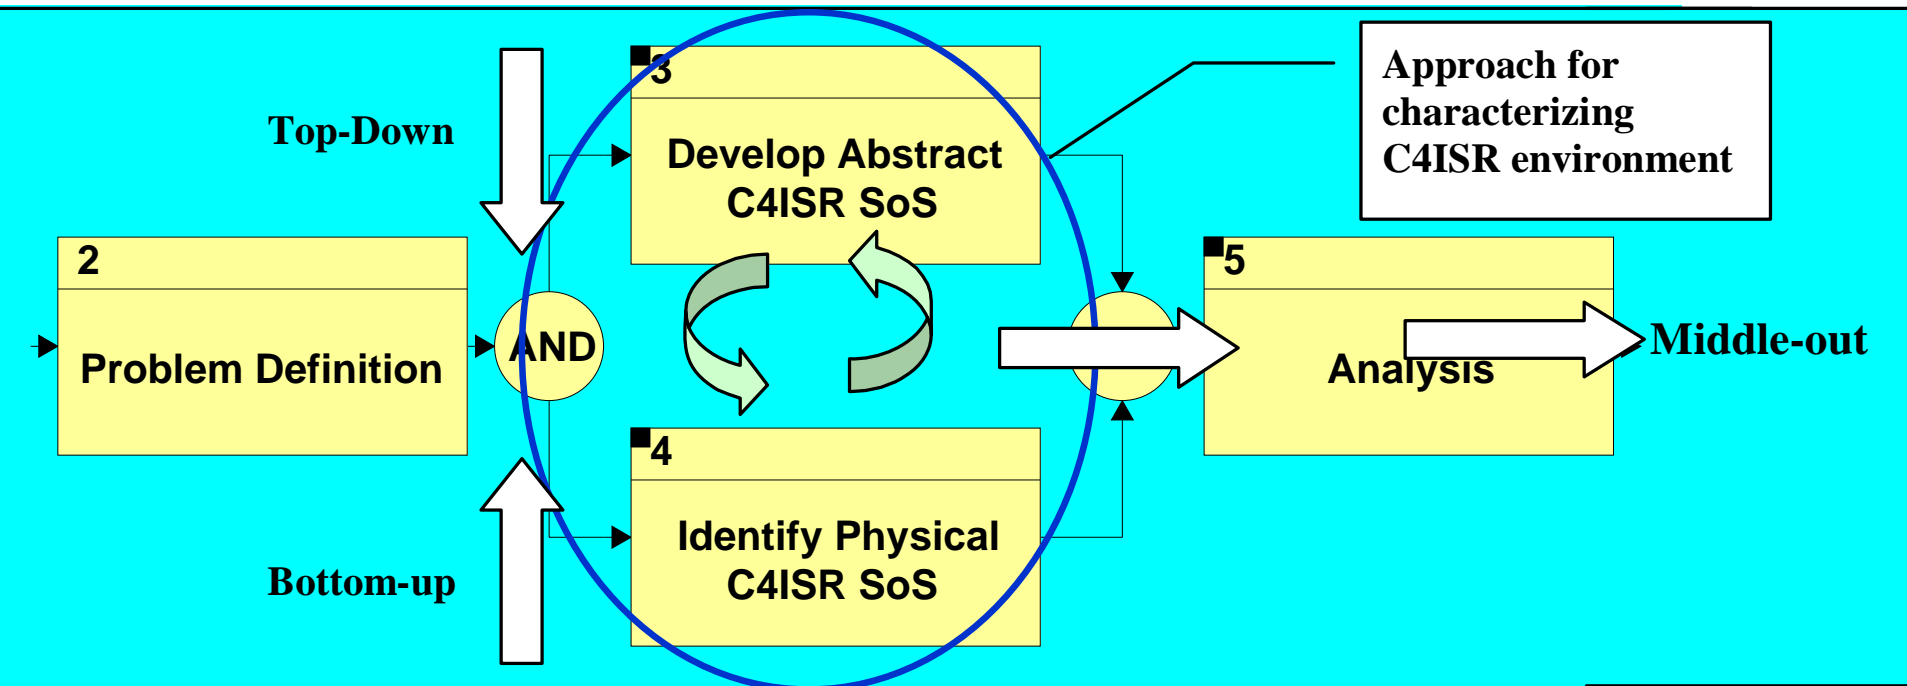 3
Approach for
characterizing
C4ISR environment
Top-Down
Develop Abstract
C4ISR SoS
2
5
Problem Definition
AND
Middle-out
Analysis
4
Identify Physical
C4ISR SoS
Bottom-up